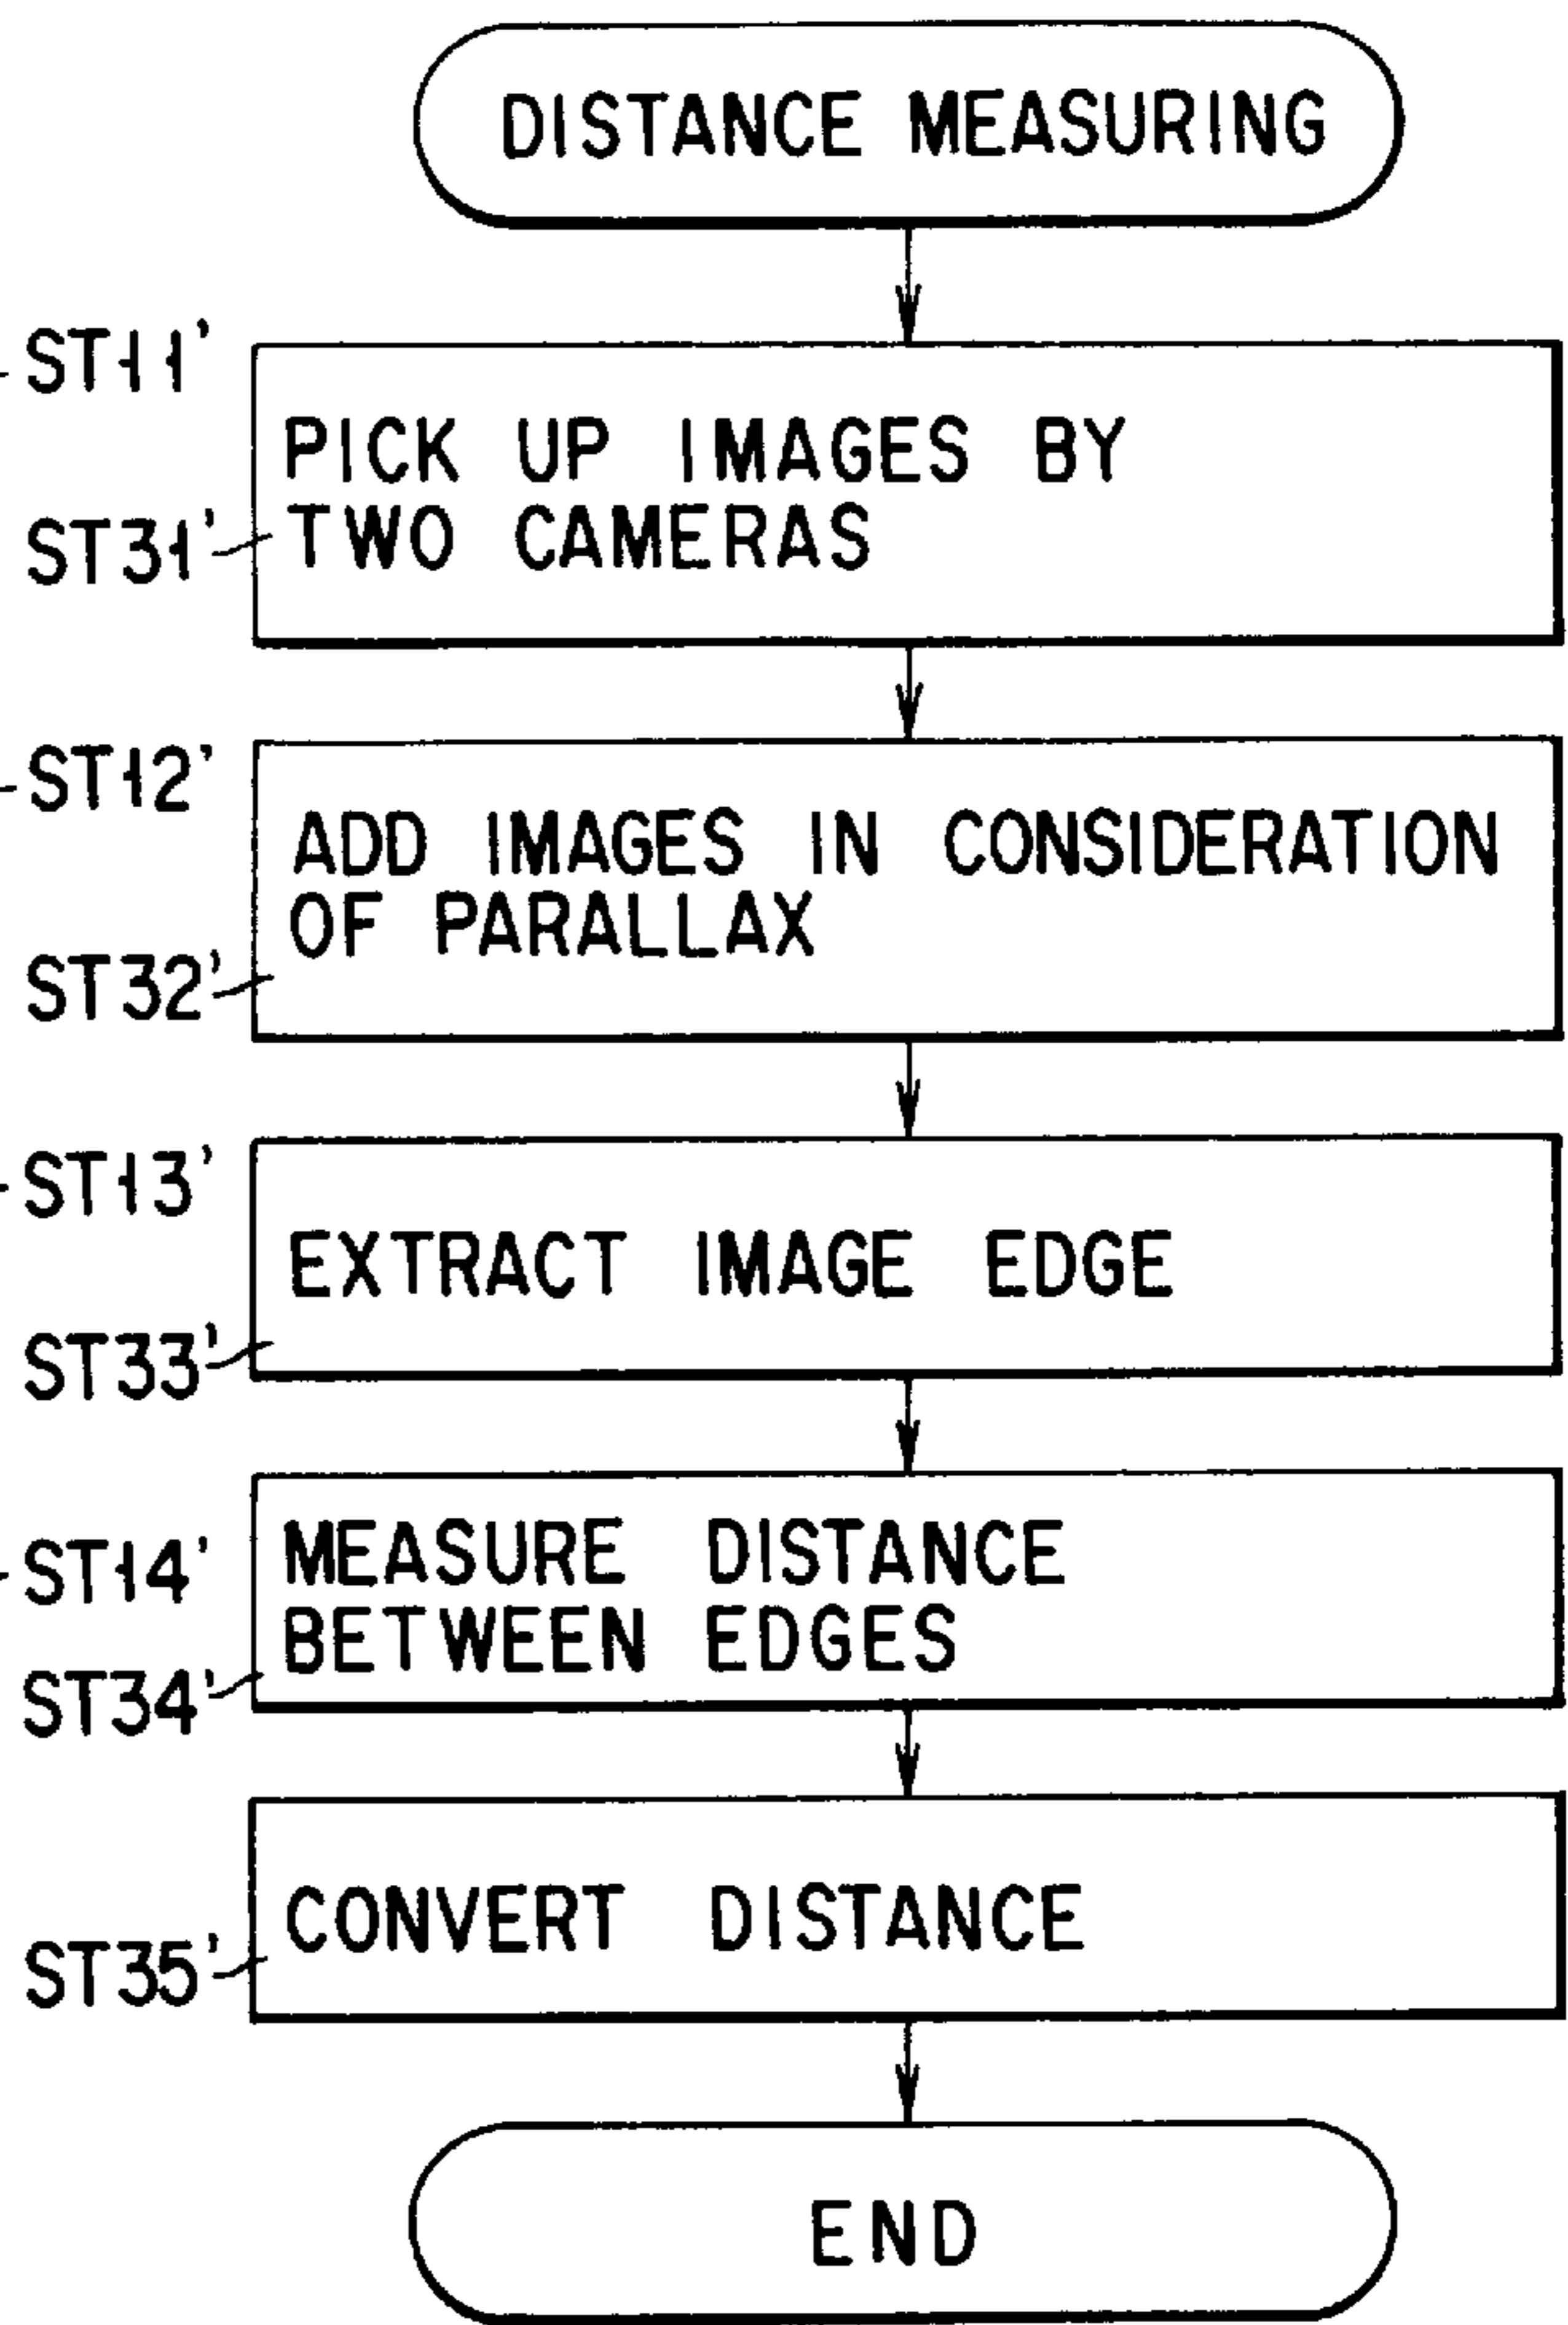 DISTANCE MEASURING
ST11'
PICK UP IMAGES BY
TWO CAMERAS
ST31'
ST12'
ADD IMAGES IN CONSIDERATION
OF PARALLAX
ST32'
ST13'
EXTRACT IMAGE EDGE
ST33'
ST14'
MEASURE DISTANCE
BETWEEN EDGES
ST34'
CONVERT DISTANCE
ST35'
END